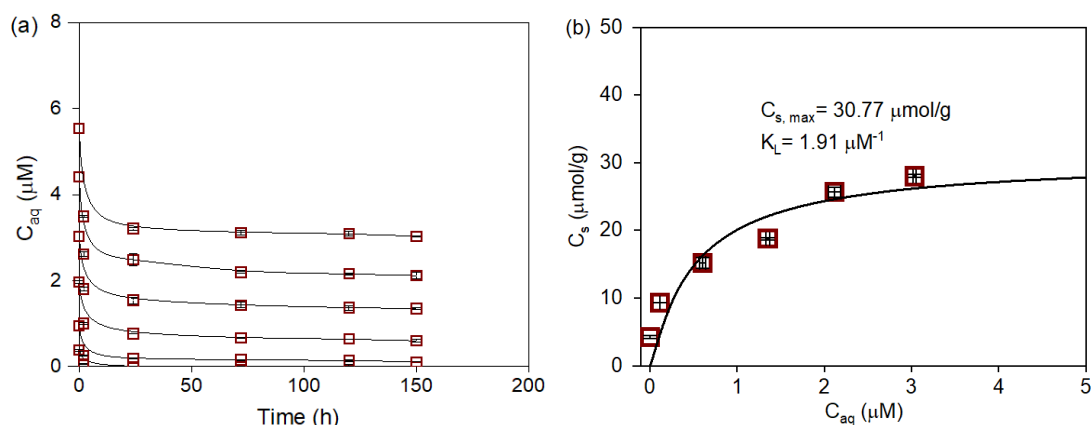 (a)
8
6
4
2
0
C_aq (μM)
0 50 100 150 200
Time (h)
(b)
50
40
30
20
10
0
C_s (μmol/g)
C_s, max= 30.77 μmol/g
K_L= 1.91 μM^-1
0 1 2 3 4 5
C_aq (μM)